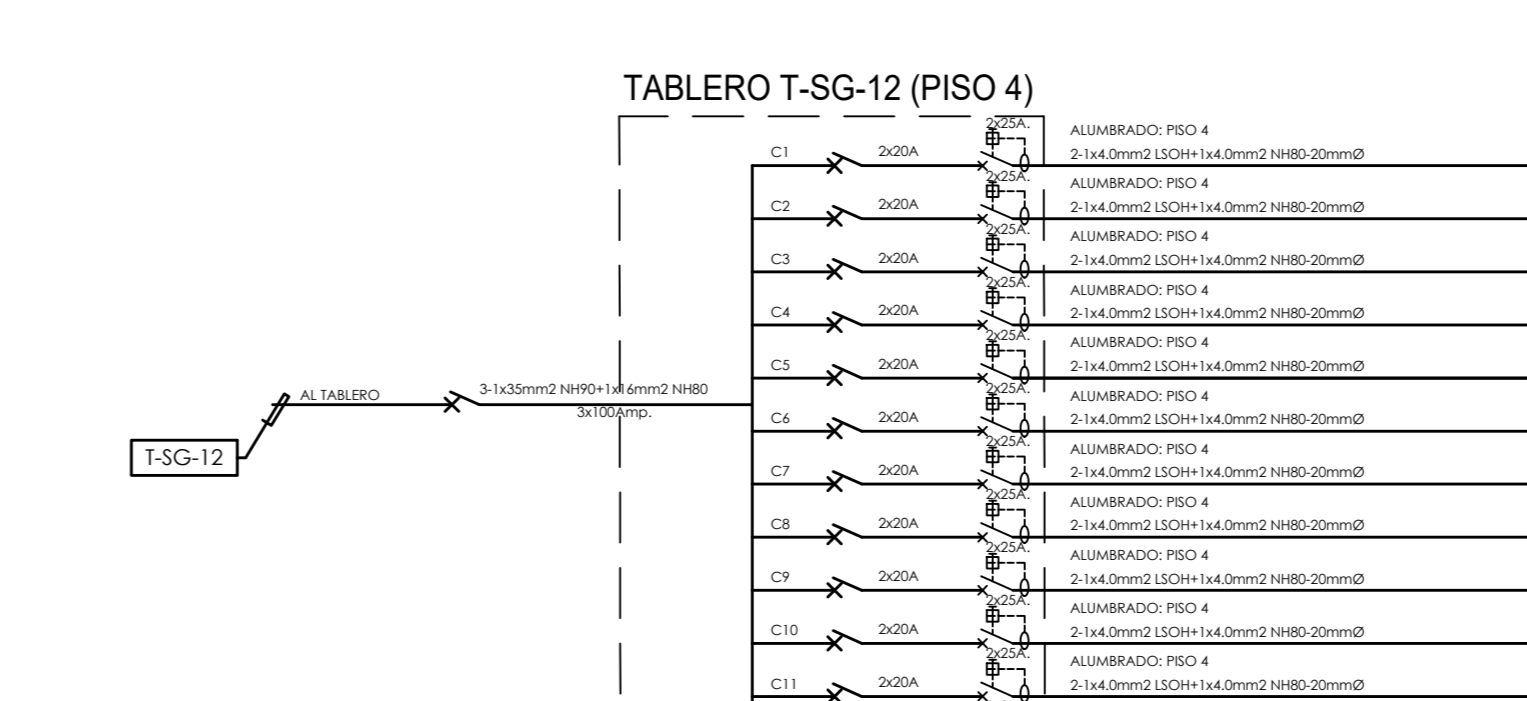 TABLERO T-SG-12 (PISO 4)
C1 2x20A 2x25A. ALUMBRADO: PISO 4
2-1x4.0mm2 LSOH+1x4.0mm2 NH80-20mmØ
C2 2x20A 2x25A. ALUMBRADO: PISO 4
2-1x4.0mm2 LSOH+1x4.0mm2 NH80-20mmØ
C3 2x20A 2x25A. ALUMBRADO: PISO 4
2-1x4.0mm2 LSOH+1x4.0mm2 NH80-20mmØ
C4 2x20A 2x25A. ALUMBRADO: PISO 4
2-1x4.0mm2 LSOH+1x4.0mm2 NH80-20mmØ
C5 2x20A 2x25A. ALUMBRADO: PISO 4
2-1x4.0mm2 LSOH+1x4.0mm2 NH80-20mmØ
AL TABLERO 3-1x35mm2 NH90+1x16mm2 NH80
3x100Amp.
T-SG-12
C6 2x20A 2x25A. ALUMBRADO: PISO 4
2-1x4.0mm2 LSOH+1x4.0mm2 NH80-20mmØ
C7 2x20A 2x25A. ALUMBRADO: PISO 4
2-1x4.0mm2 LSOH+1x4.0mm2 NH80-20mmØ
C8 2x20A 2x25A. ALUMBRADO: PISO 4
2-1x4.0mm2 LSOH+1x4.0mm2 NH80-20mmØ
C9 2x20A 2x25A. ALUMBRADO: PISO 4
2-1x4.0mm2 LSOH+1x4.0mm2 NH80-20mmØ
C10 2x20A 2x25A. ALUMBRADO: PISO 4
2-1x4.0mm2 LSOH+1x4.0mm2 NH80-20mmØ
C11 2x20A 2x25A. ALUMBRADO: PISO 4
2-1x4.0mm2 LSOH+1x4.0mm2 NH80-20mmØ